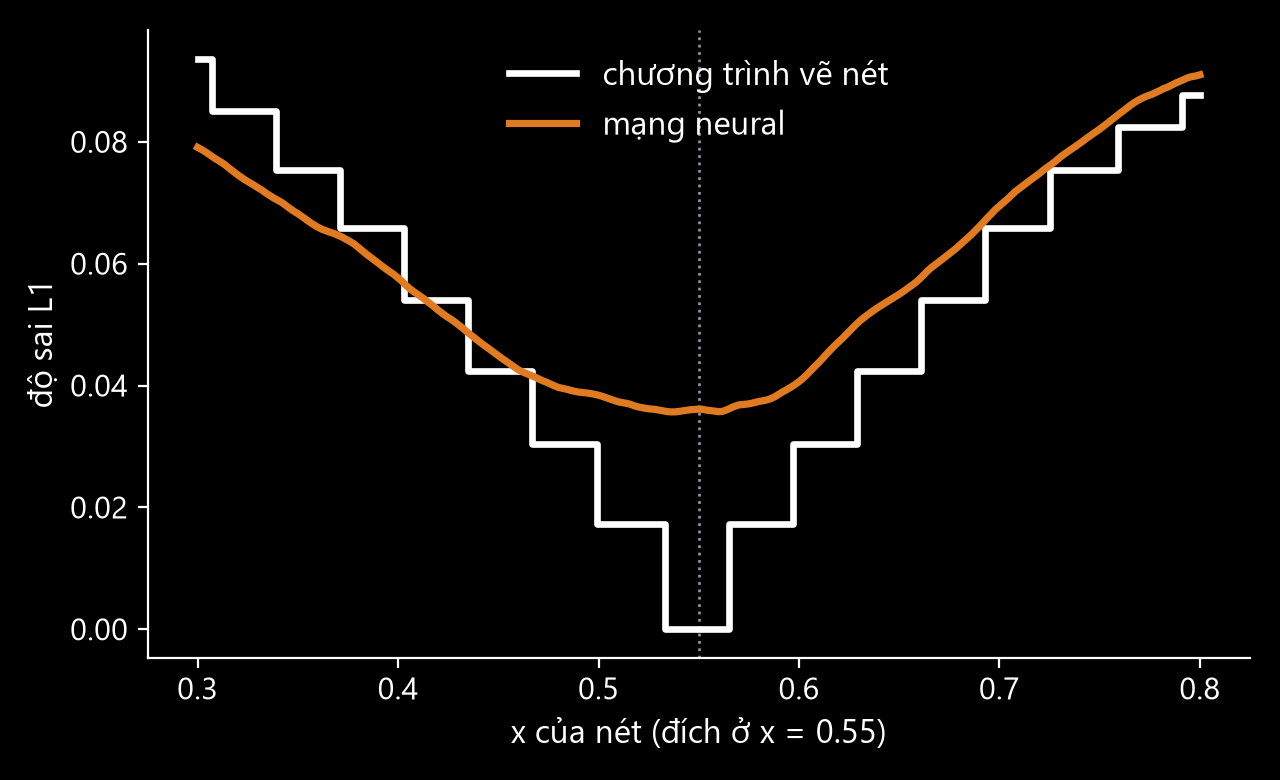 chương trình vẽ nét
mạng neural
độ sai L1
0.08
0.06
0.04
0.02
0.00
0.3 0.4 0.5 0.6 0.7 0.8
x của nét (đích ở x = 0.55)